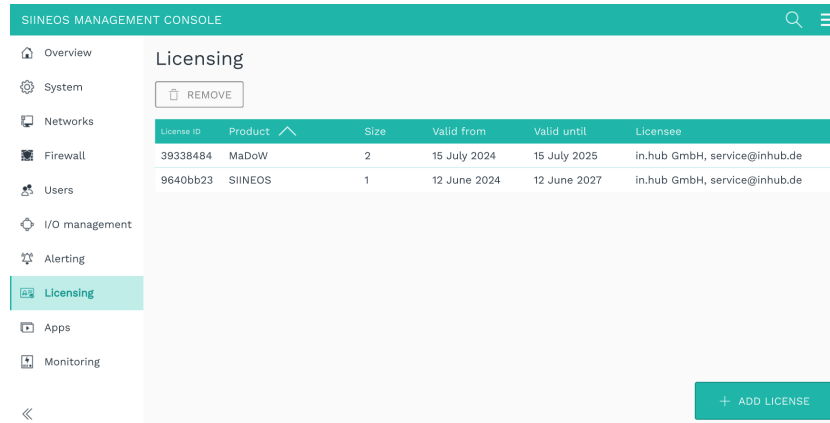 SIINEOS MANAGEMENT CONSOLE
Overview
System
Networks
Firewall
Users
I/O management
Alerting
Licensing
Apps
Monitoring
Licensing
REMOVE
License ID Product Size Valid from Valid until Licensee
39338484 MaDoW 2 15 July 2024 15 July 2025 in.hub GmbH, service@inhub.de
9640bb23 SIINEOS 1 12 June 2024 12 June 2027 in.hub GmbH, service@inhub.de
+ ADD LICENSE